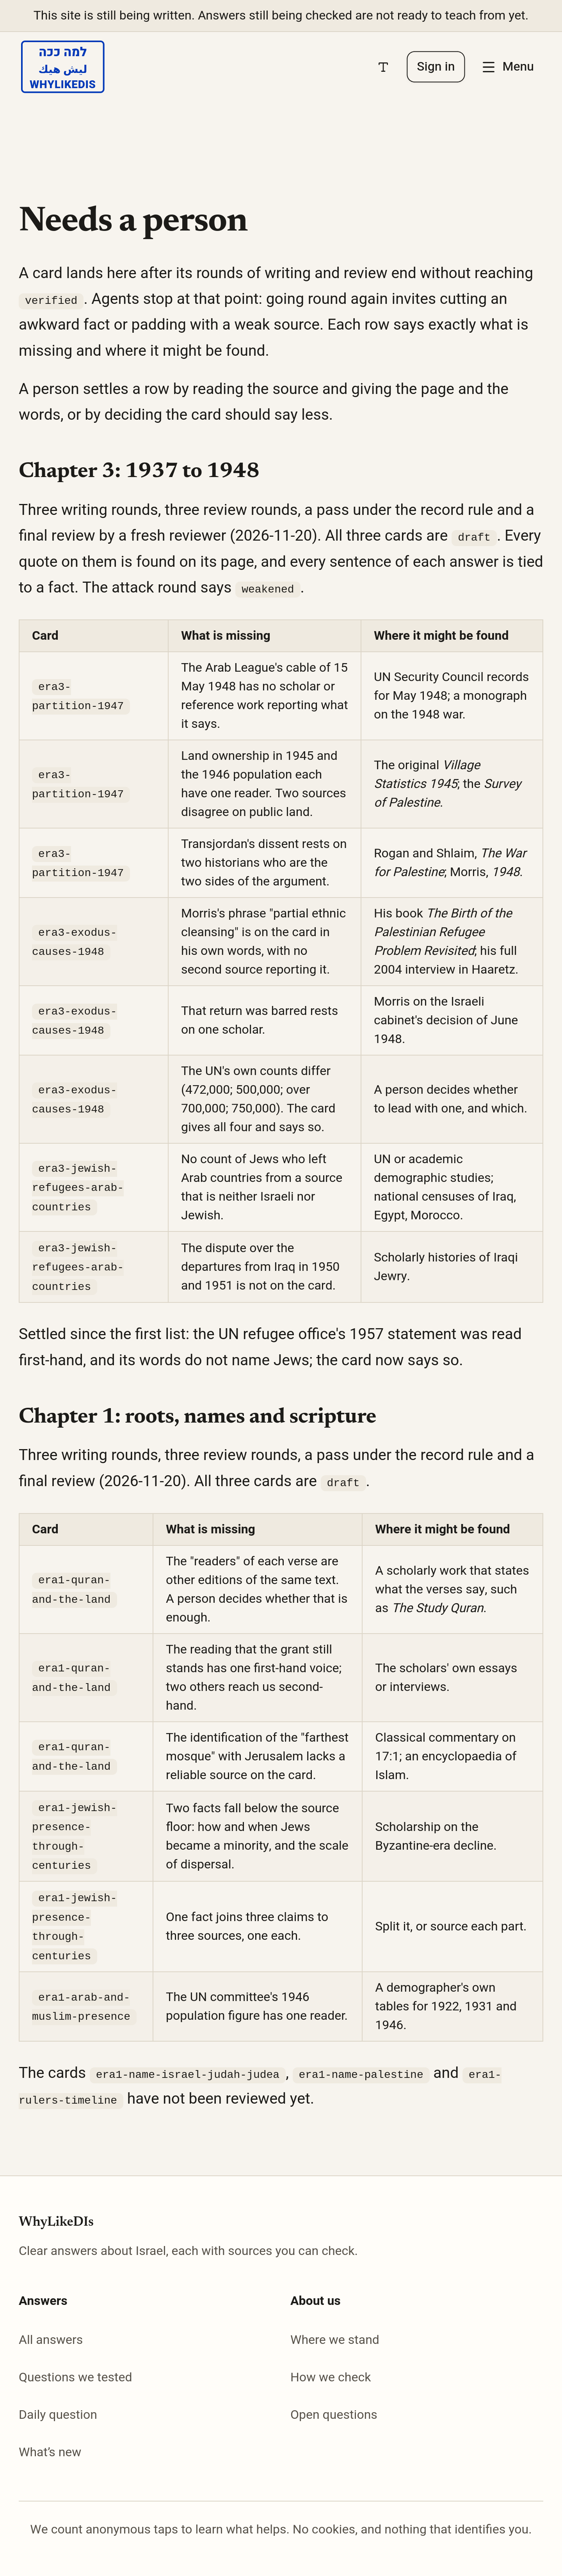 This site is still being written. Answers still being checked are not ready to teach from yet.
למה ככה
ليش هيك
WHYLIKEDIS
Sign in
Menu
Needs a person
A card lands here after its rounds of writing and review end without reaching
verified. Agents stop at that point: going round again invites cutting an
awkward fact or padding with a weak source. Each row says exactly what is
missing and where it might be found.
A person settles a row by reading the source and giving the page and the
words, or by deciding the card should say less.
Chapter 3: 1937 to 1948
Three writing rounds, three review rounds, a pass under the record rule and a
final review by a fresh reviewer (2026-11-20). All three cards are draft. Every
quote on them is found on its page, and every sentence of each answer is tied
to a fact. The attack round says weakened.
Card
What is missing
Where it might be found
era3-
partition-1947
The Arab League's cable of 15
May 1948 has no scholar or
reference work reporting what
it says.
UN Security Council records
for May 1948; a monograph
on the 1948 war.
era3-
partition-1947
Land ownership in 1945 and
the 1946 population each
have one reader. Two sources
disagree on public land.
The original Village
Statistics 1945; the Survey
of Palestine.
era3-
partition-1947
Transjordan's dissent rests on
two historians who are the
two sides of the argument.
Rogan and Shlaim, The War
for Palestine; Morris, 1948.
era3-exodus-
causes-1948
Morris's phrase "partial ethnic
cleansing" is on the card in
his own words, with no
second source reporting it.
His book The Birth of the
Palestinian Refugee
Problem Revisited; his full
2004 interview in Haaretz.
era3-exodus-
causes-1948
That return was barred rests
on one scholar.
Morris on the Israeli
cabinet's decision of June
1948.
era3-exodus-
causes-1948
The UN's own counts differ
(472,000; 500,000; over
700,000; 750,000). The card
gives all four and says so.
A person decides whether
to lead with one, and which.
era3-jewish-
refugees-arab-
countries
No count of Jews who left
Arab countries from a source
that is neither Israeli nor
Jewish.
UN or academic
demographic studies;
national censuses of Iraq,
Egypt, Morocco.
era3-jewish-
refugees-arab-
countries
The dispute over the
departures from Iraq in 1950
and 1951 is not on the card.
Scholarly histories of Iraqi
Jewry.
Settled since the first list: the UN refugee office's 1957 statement was read
first-hand, and its words do not name Jews; the card now says so.
Chapter 1: roots, names and scripture
Three writing rounds, three review rounds, a pass under the record rule and a
final review (2026-11-20). All three cards are draft.
Card
What is missing
Where it might be found
era1-quran-
and-the-land
The "readers" of each verse are
other editions of the same text.
A person decides whether that is
enough.
A scholarly work that states
what the verses say, such
as The Study Quran.
era1-quran-
and-the-land
The reading that the grant still
stands has one first-hand voice;
two others reach us second-
hand.
The scholars' own essays
or interviews.
era1-quran-
and-the-land
The identification of the "farthest
mosque" with Jerusalem lacks a
reliable source on the card.
Classical commentary on
17:1; an encyclopaedia of
Islam.
era1-jewish-
presence-
through-
centuries
Two facts fall below the source
floor: how and when Jews
became a minority, and the scale
of dispersal.
Scholarship on the
Byzantine-era decline.
era1-jewish-
presence-
through-
centuries
One fact joins three claims to
three sources, one each.
Split it, or source each part.
era1-arab-and-
muslim-presence
The UN committee's 1946
population figure has one reader.
A demographer's own
tables for 1922, 1931 and
1946.
The cards era1-name-israel-judah-judea, era1-name-palestine and era1-
rulers-timeline have not been reviewed yet.
WhyLikeDIs
Clear answers about Israel, each with sources you can check.
Answers
About us
All answers
Where we stand
Questions we tested
How we check
Daily question
Open questions
What's new
We count anonymous taps to learn what helps. No cookies, and nothing that identifies you.